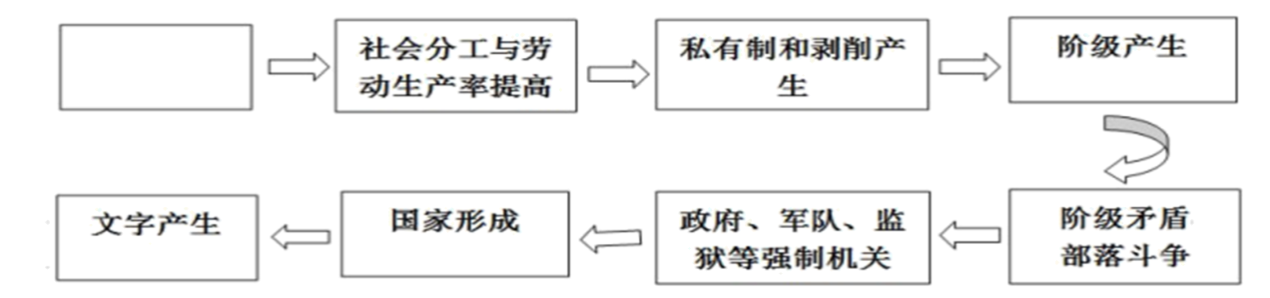 社会分工与劳
动生产率提高
私有制和剥削产
生
阶级产生
阶级矛盾
部落斗争
政府、军队、监
狱等强制机关
国家形成
文字产生